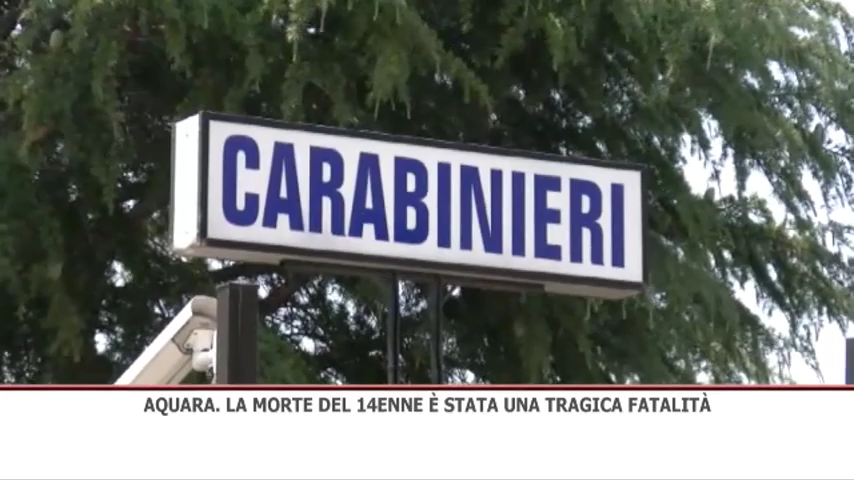 CARABINIERI
AQUARA. LA MORTE DEL 14ENNE È STATA UNA TRAGICA FATALITÀ